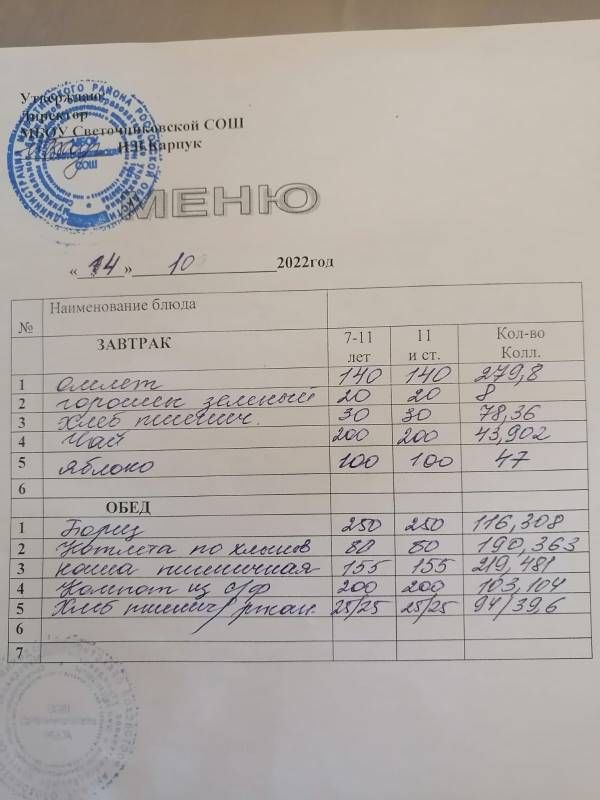 Утверждаю:
Директор
МБОУ Светочниковской СОШ
Н.Н.Карпук
МЕНЮ
« 14 » 10 2022год
№ Наименование блюда
ЗАВТРАК 7-11 лет 11 и ст. Кол-во Колл.
1 Омлет 140 140 279,8
2 горошек зеленый 20 20 8
3 Хлеб пшенич. 30 30 78,36
4 Чай 200 200 43,902
5 Яблоко 100 100 47
6
ОБЕД
1 Борщ 250 250 116,308
2 Котлета по хлынов 80 80 190,363
3 каша пшеничная 155 155 219,481
4 Компот из с/ф 200 200 103,104
5 Хлеб пшенич/ржан. 25/25 25/25 94/39,6
6
7